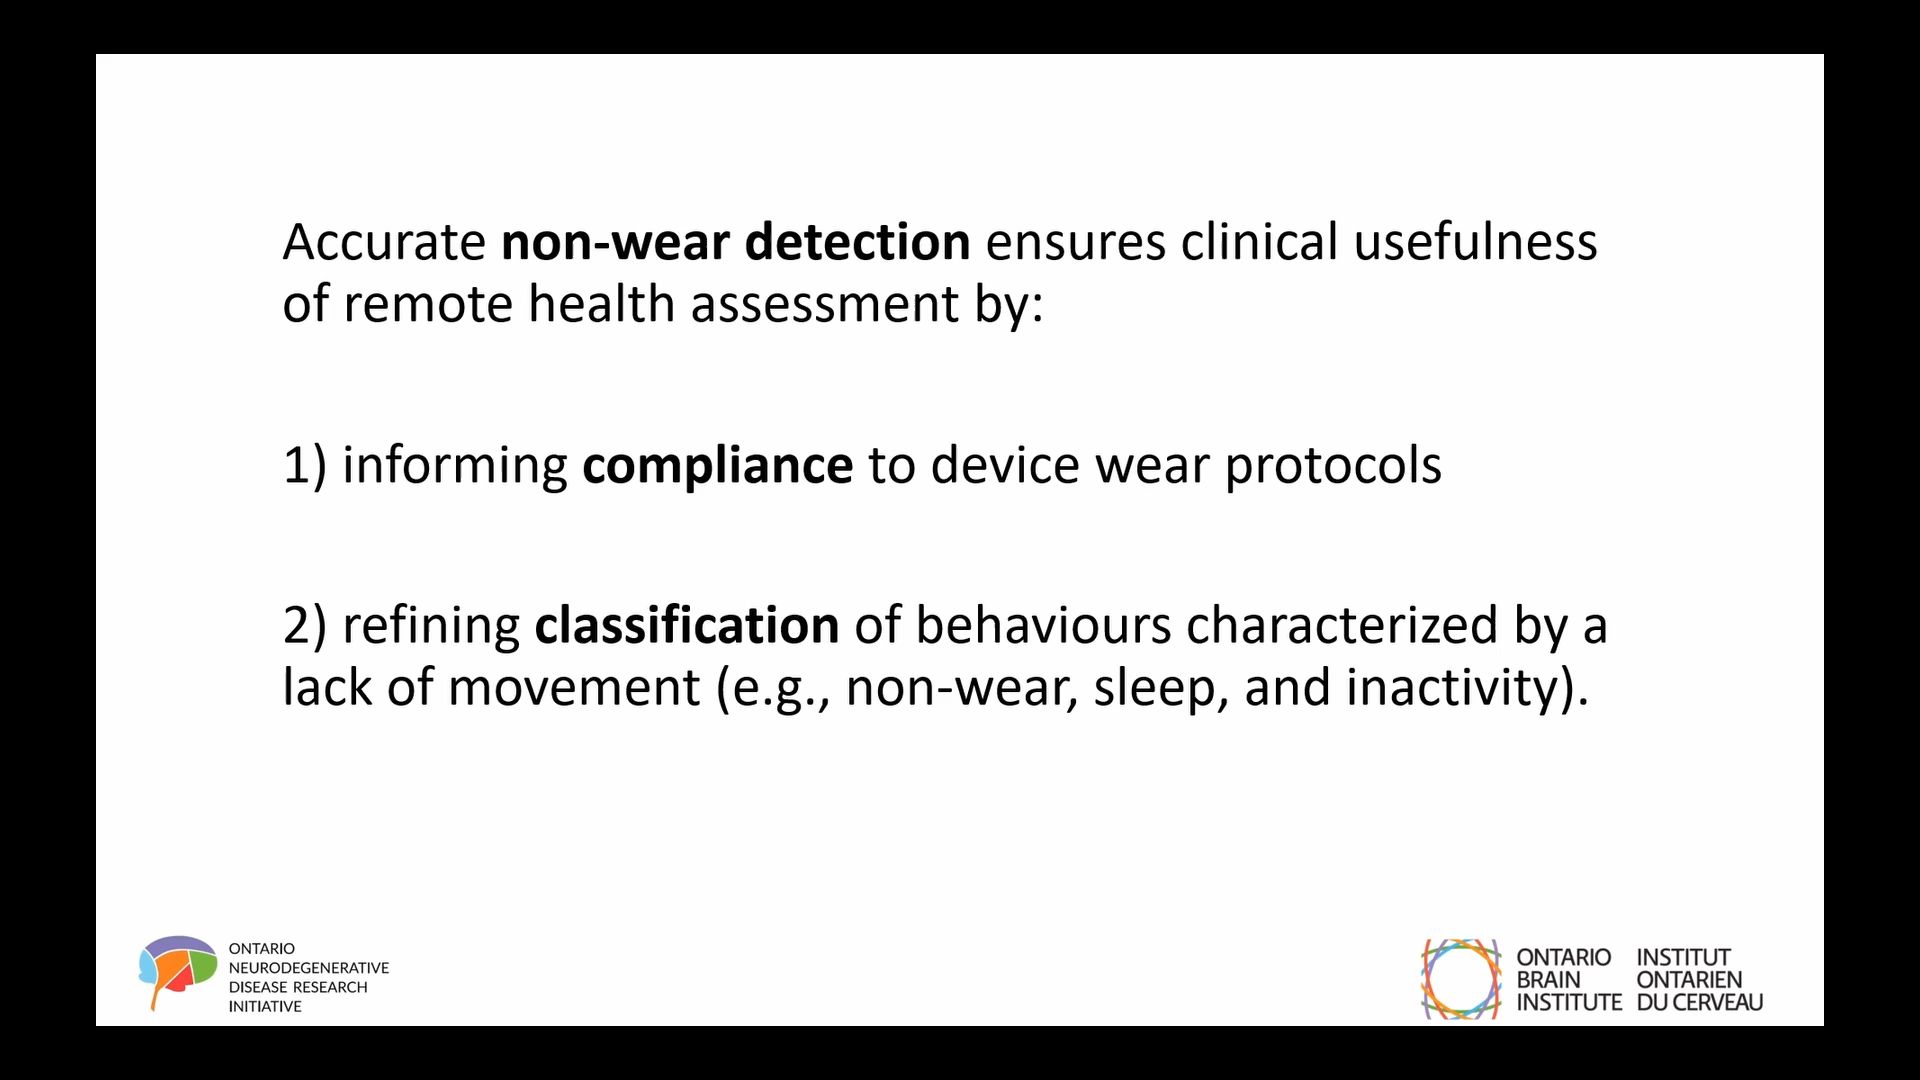 Accurate non-wear detection ensures clinical usefulness
of remote health assessment by:
1) informing compliance to device wear protocols
2) refining classification of behaviours characterized by a
lack of movement (e.g., non-wear, sleep, and inactivity).
ONTARIO
NEURODEGENERATIVE
DISEASE RESEARCH
INITIATIVE
ONTARIO
BRAIN
INSTITUTE
INSTITUT
ONTARIEN
DU CERVEAU